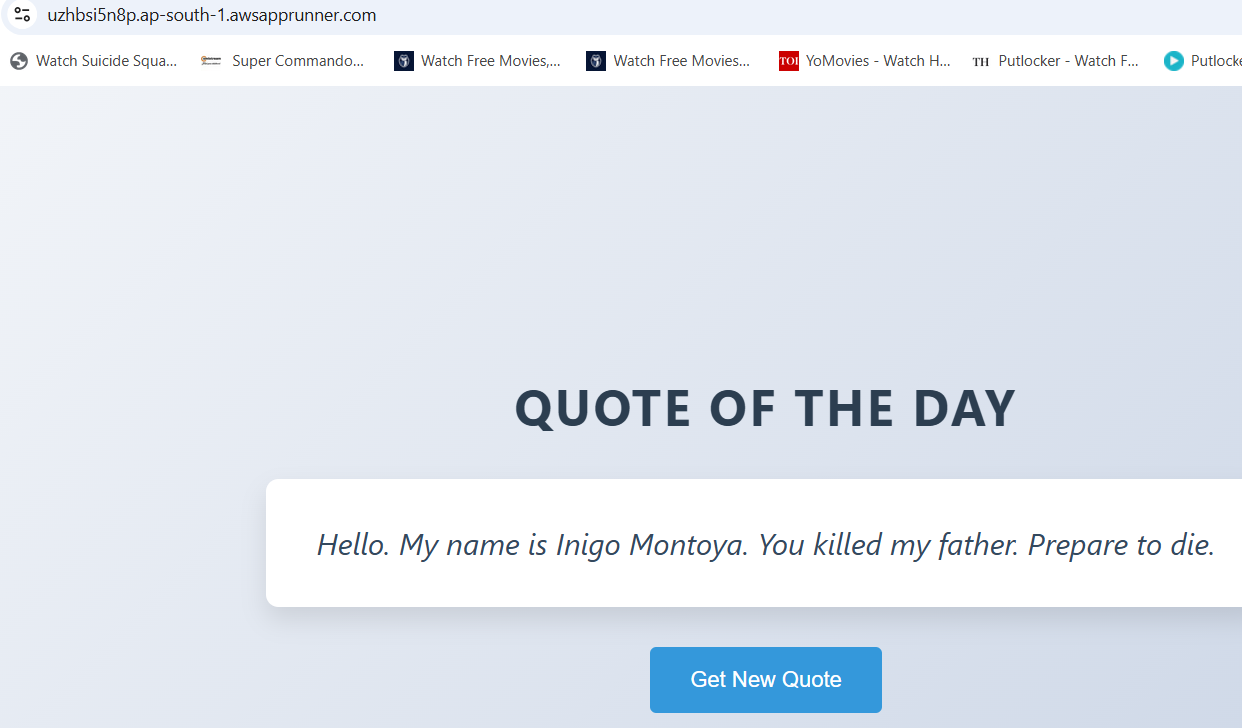 uzhbsi5n8p.ap-south-1.awsapprunner.com
Watch Suicide Squa... Super Commando... Watch Free Movies,... Watch Free Movies... TOI YoMovies - Watch H... TH Putlocker - Watch F... Putlocke
QUOTE OF THE DAY
Hello. My name is Inigo Montoya. You killed my father. Prepare to die.
Get New Quote